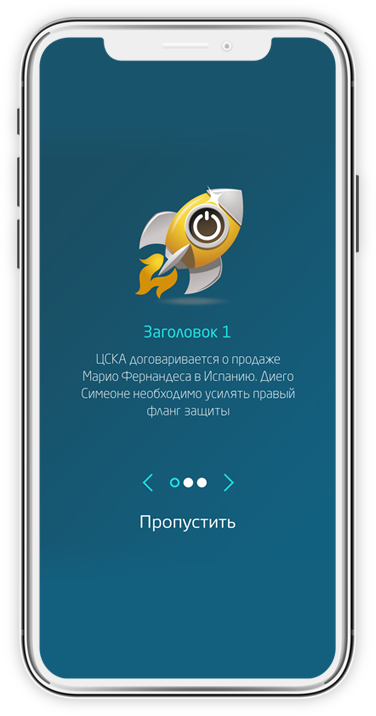 Заголовок 1
ЦСКА договаривается о продаже
Марио Фернандеса в Испанию. Диего
Симеоне необходимо усилять правый
фланг защиты
Пропустить